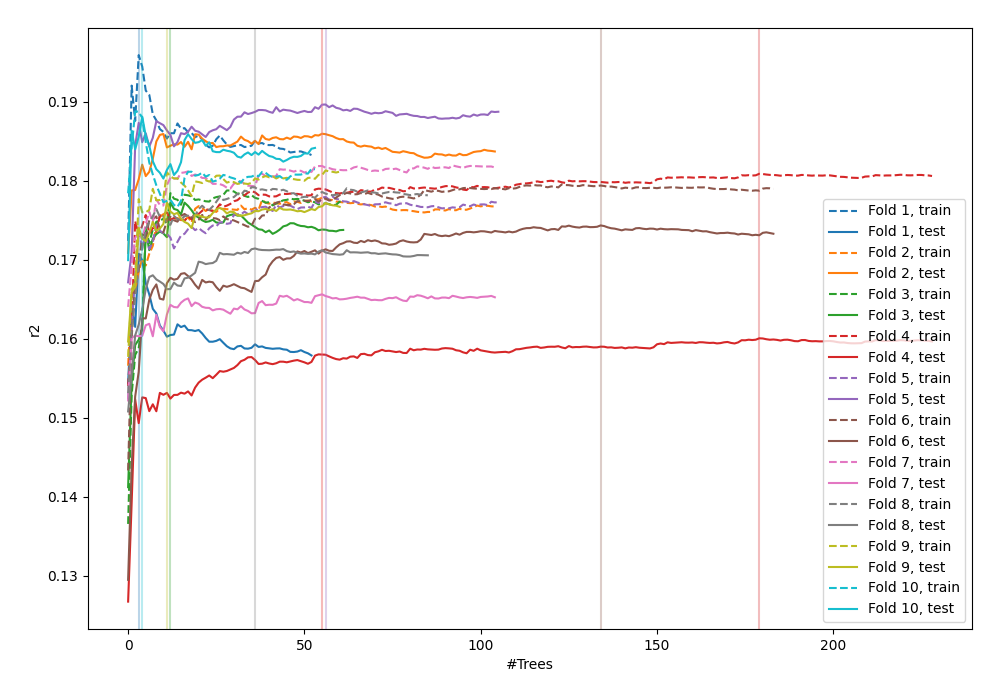 0.19
0.18
0.17
0.16
0.15
0.14
0.13
r2
0
50
100
150
200
#Trees
Fold 1, train
Fold 1, test
Fold 2, train
Fold 2, test
Fold 3, train
Fold 3, test
Fold 4, train
Fold 4, test
Fold 5, train
Fold 5, test
Fold 6, train
Fold 6, test
Fold 7, train
Fold 7, test
Fold 8, train
Fold 8, test
Fold 9, train
Fold 9, test
Fold 10, train
Fold 10, test